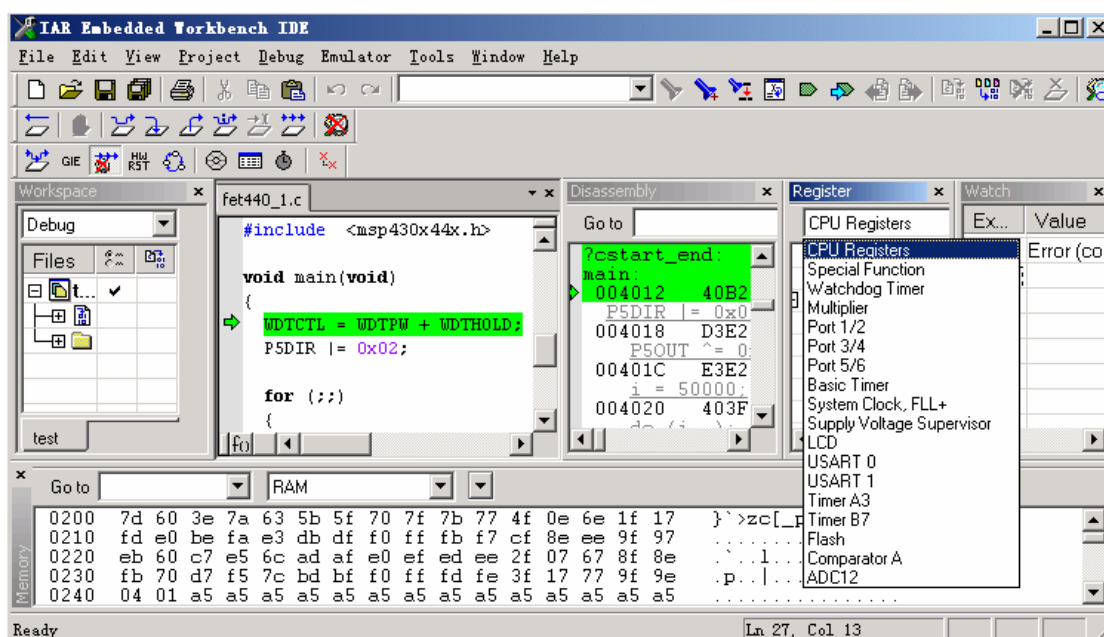 IAR Embedded Workbench IDE
File Edit View Project Debug Emulator Tools Window Help
GIE
HW RST
Workspace
Debug
Files
t...
test
fet440_1.c
#include <msp430x44x.h>
void main(void)
{
WDTCTL = WDTPW + WDTHOLD;
P5DIR |= 0x02;
for (;;)
{
f()
Disassembly
Go to
?cstart_end:
main:
004012 40B2
P5DIR |= 0x0
004018 D3E2
P5OUT ^= 0
00401C E3E2
i = 50000;
004020 403F
Register
CPU Registers
CPU Registers
Special Function
Watchdog Timer
Multiplier
Port 1/2
Port 3/4
Port 5/6
Basic Timer
System Clock, FLL+
Supply Voltage Supervisor
LCD
USART 0
USART 1
Timer A3
Timer B7
Flash
Comparator A
ADC12
Watch
Ex... Value
Error (co
Memory
Go to RAM
0200 7d 60 3e 7a 63 5b 5f 70 7f 7b 77 4f 0e 6e 1f 17 }`>zc[_p
0210 fd e0 be fa e3 db df f0 ff fb f7 cf 8e ee 9f 97 ........
0220 eb 60 c7 e5 6c ad af e0 ef ed ee 2f 07 67 8f 8e .`..l...
0230 fb 70 d7 f5 7c bd bf f0 ff fd fe 3f 17 77 9f 9e .p..|...
0240 04 01 a5 a5 a5 a5 a5 a5 a5 a5 a5 a5 a5 a5 a5 a5 ................
Ready
Ln 27, Col 13